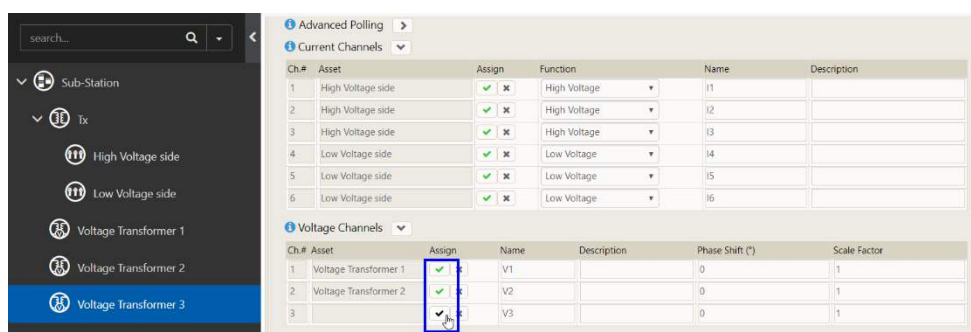 search...
Sub-Station
Tx
High Voltage side
Low Voltage side
Voltage Transformer 1
Voltage Transformer 2
Voltage Transformer 3
Advanced Polling
Current Channels
Ch.# Asset Assign Function Name Description
1 High Voltage side High Voltage I1
2 High Voltage side High Voltage I2
3 High Voltage side High Voltage I3
4 Low Voltage side Low Voltage I4
5 Low Voltage side Low Voltage I5
6 Low Voltage side Low Voltage I6
Voltage Channels
Ch.# Asset Assign Name Description Phase Shift (°) Scale Factor
1 Voltage Transformer 1 V1 0 1
2 Voltage Transformer 2 V2 0 1
3 V3 0 1